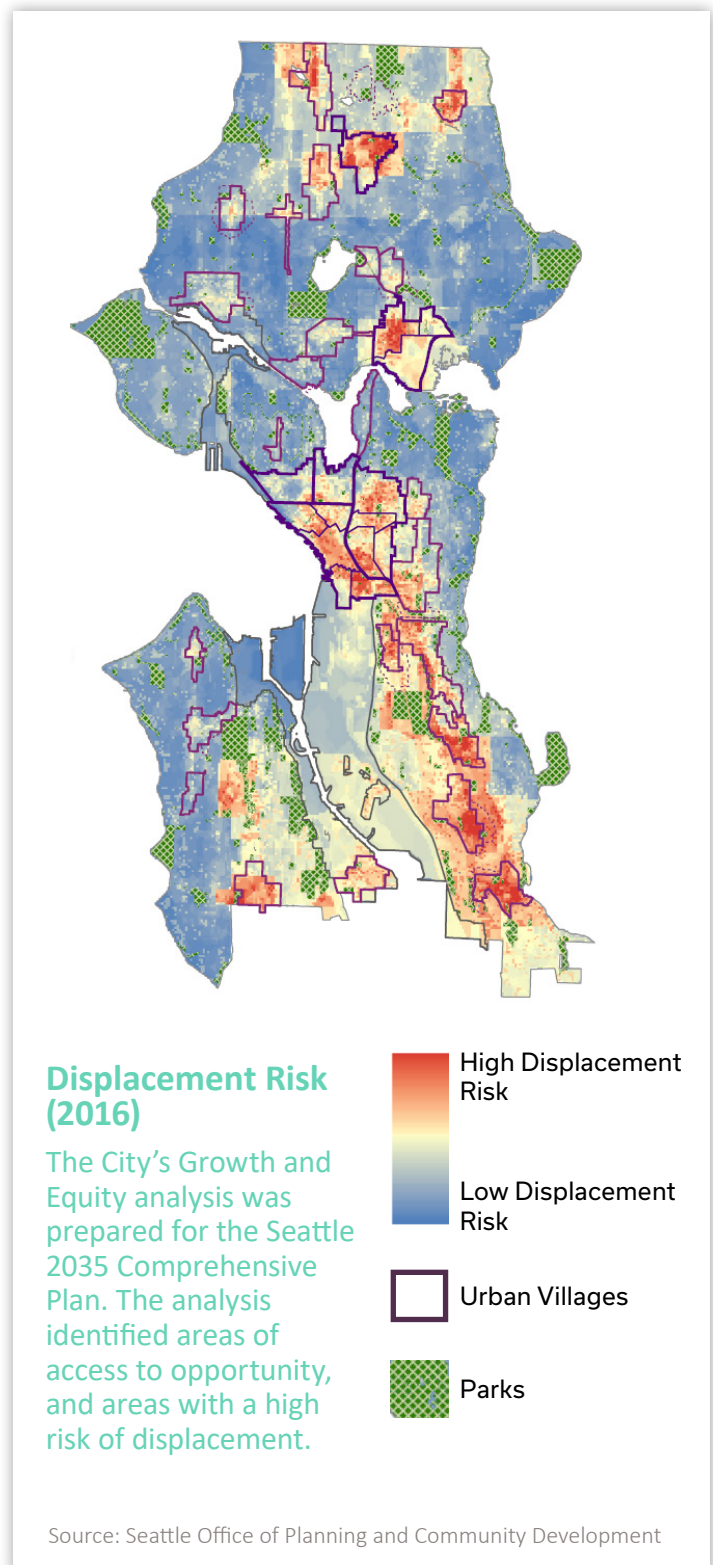 Displacement Risk
(2016)
The City’s Growth and
Equity analysis was
prepared for the Seattle
2035 Comprehensive
Plan. The analysis
identified areas of
access to opportunity,
and areas with a high
risk of displacement.
High Displacement
Risk
Low Displacement
Risk
Urban Villages
Parks
Source: Seattle Office of Planning and Community Development